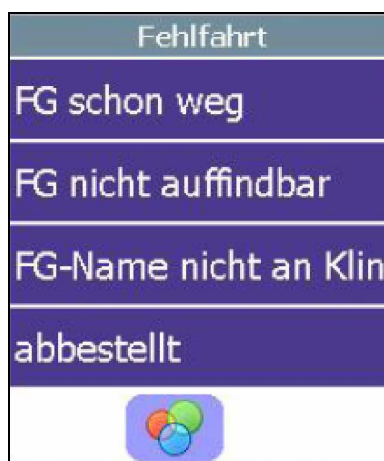 Fehlfahrt
FG schon weg
FG nicht auffindbar
FG-Name nicht an Klin
abbestellt